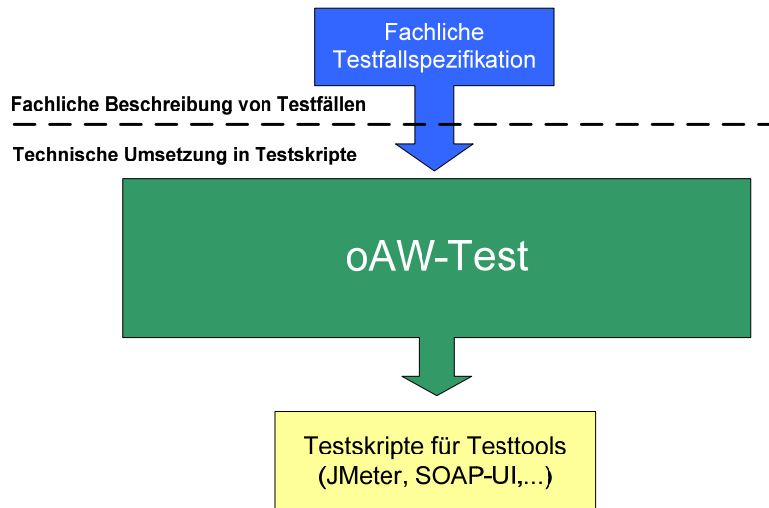 Fachliche
Testfallspezifikation
Fachliche Beschreibung von Testfällen
Technische Umsetzung in Testskripte
oAW-Test
Testskripte für Testtools
(JMeter, SOAP-UI,...)